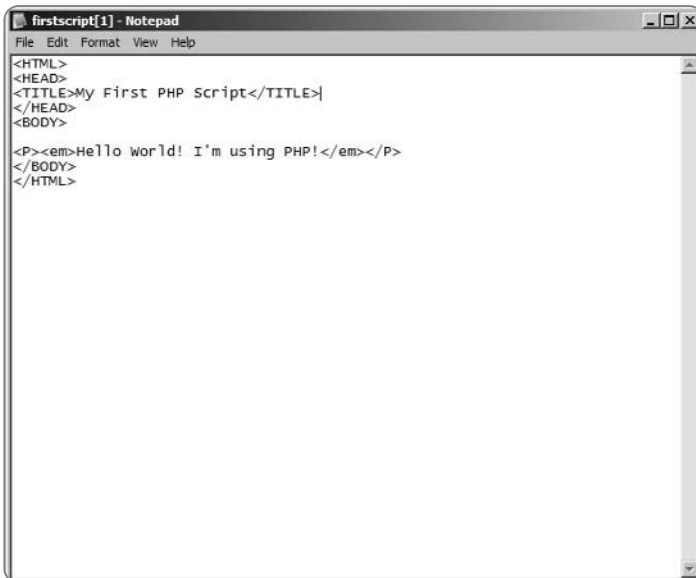 firstscript[1] - Notepad
File Edit Format View Help
<HTML>
<HEAD>
<TITLE>My First PHP Script</TITLE>
</HEAD>
<BODY>

<P><em>Hello World! I'm using PHP!</em></P>
</BODY>
</HTML>